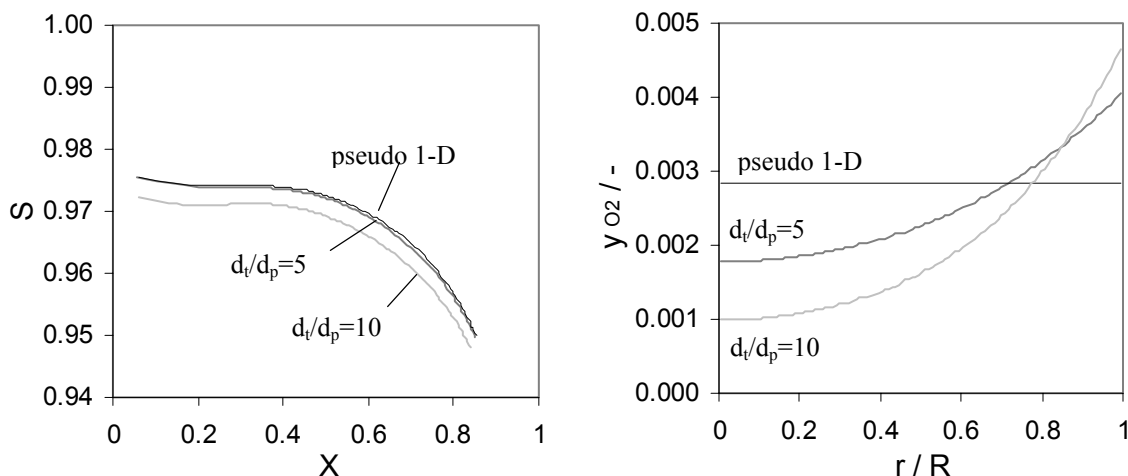 1.00
0.99
0.98
0.97
0.96
0.95
0.94
S
pseudo 1-D
dt/dp=5
dt/dp=10
0 0.2 0.4 0.6 0.8 1
X
0.005
0.004
0.003
0.002
0.001
0.000
y O2 / -
pseudo 1-D
dt/dp=5
dt/dp=10
0 0.2 0.4 0.6 0.8 1
r / R